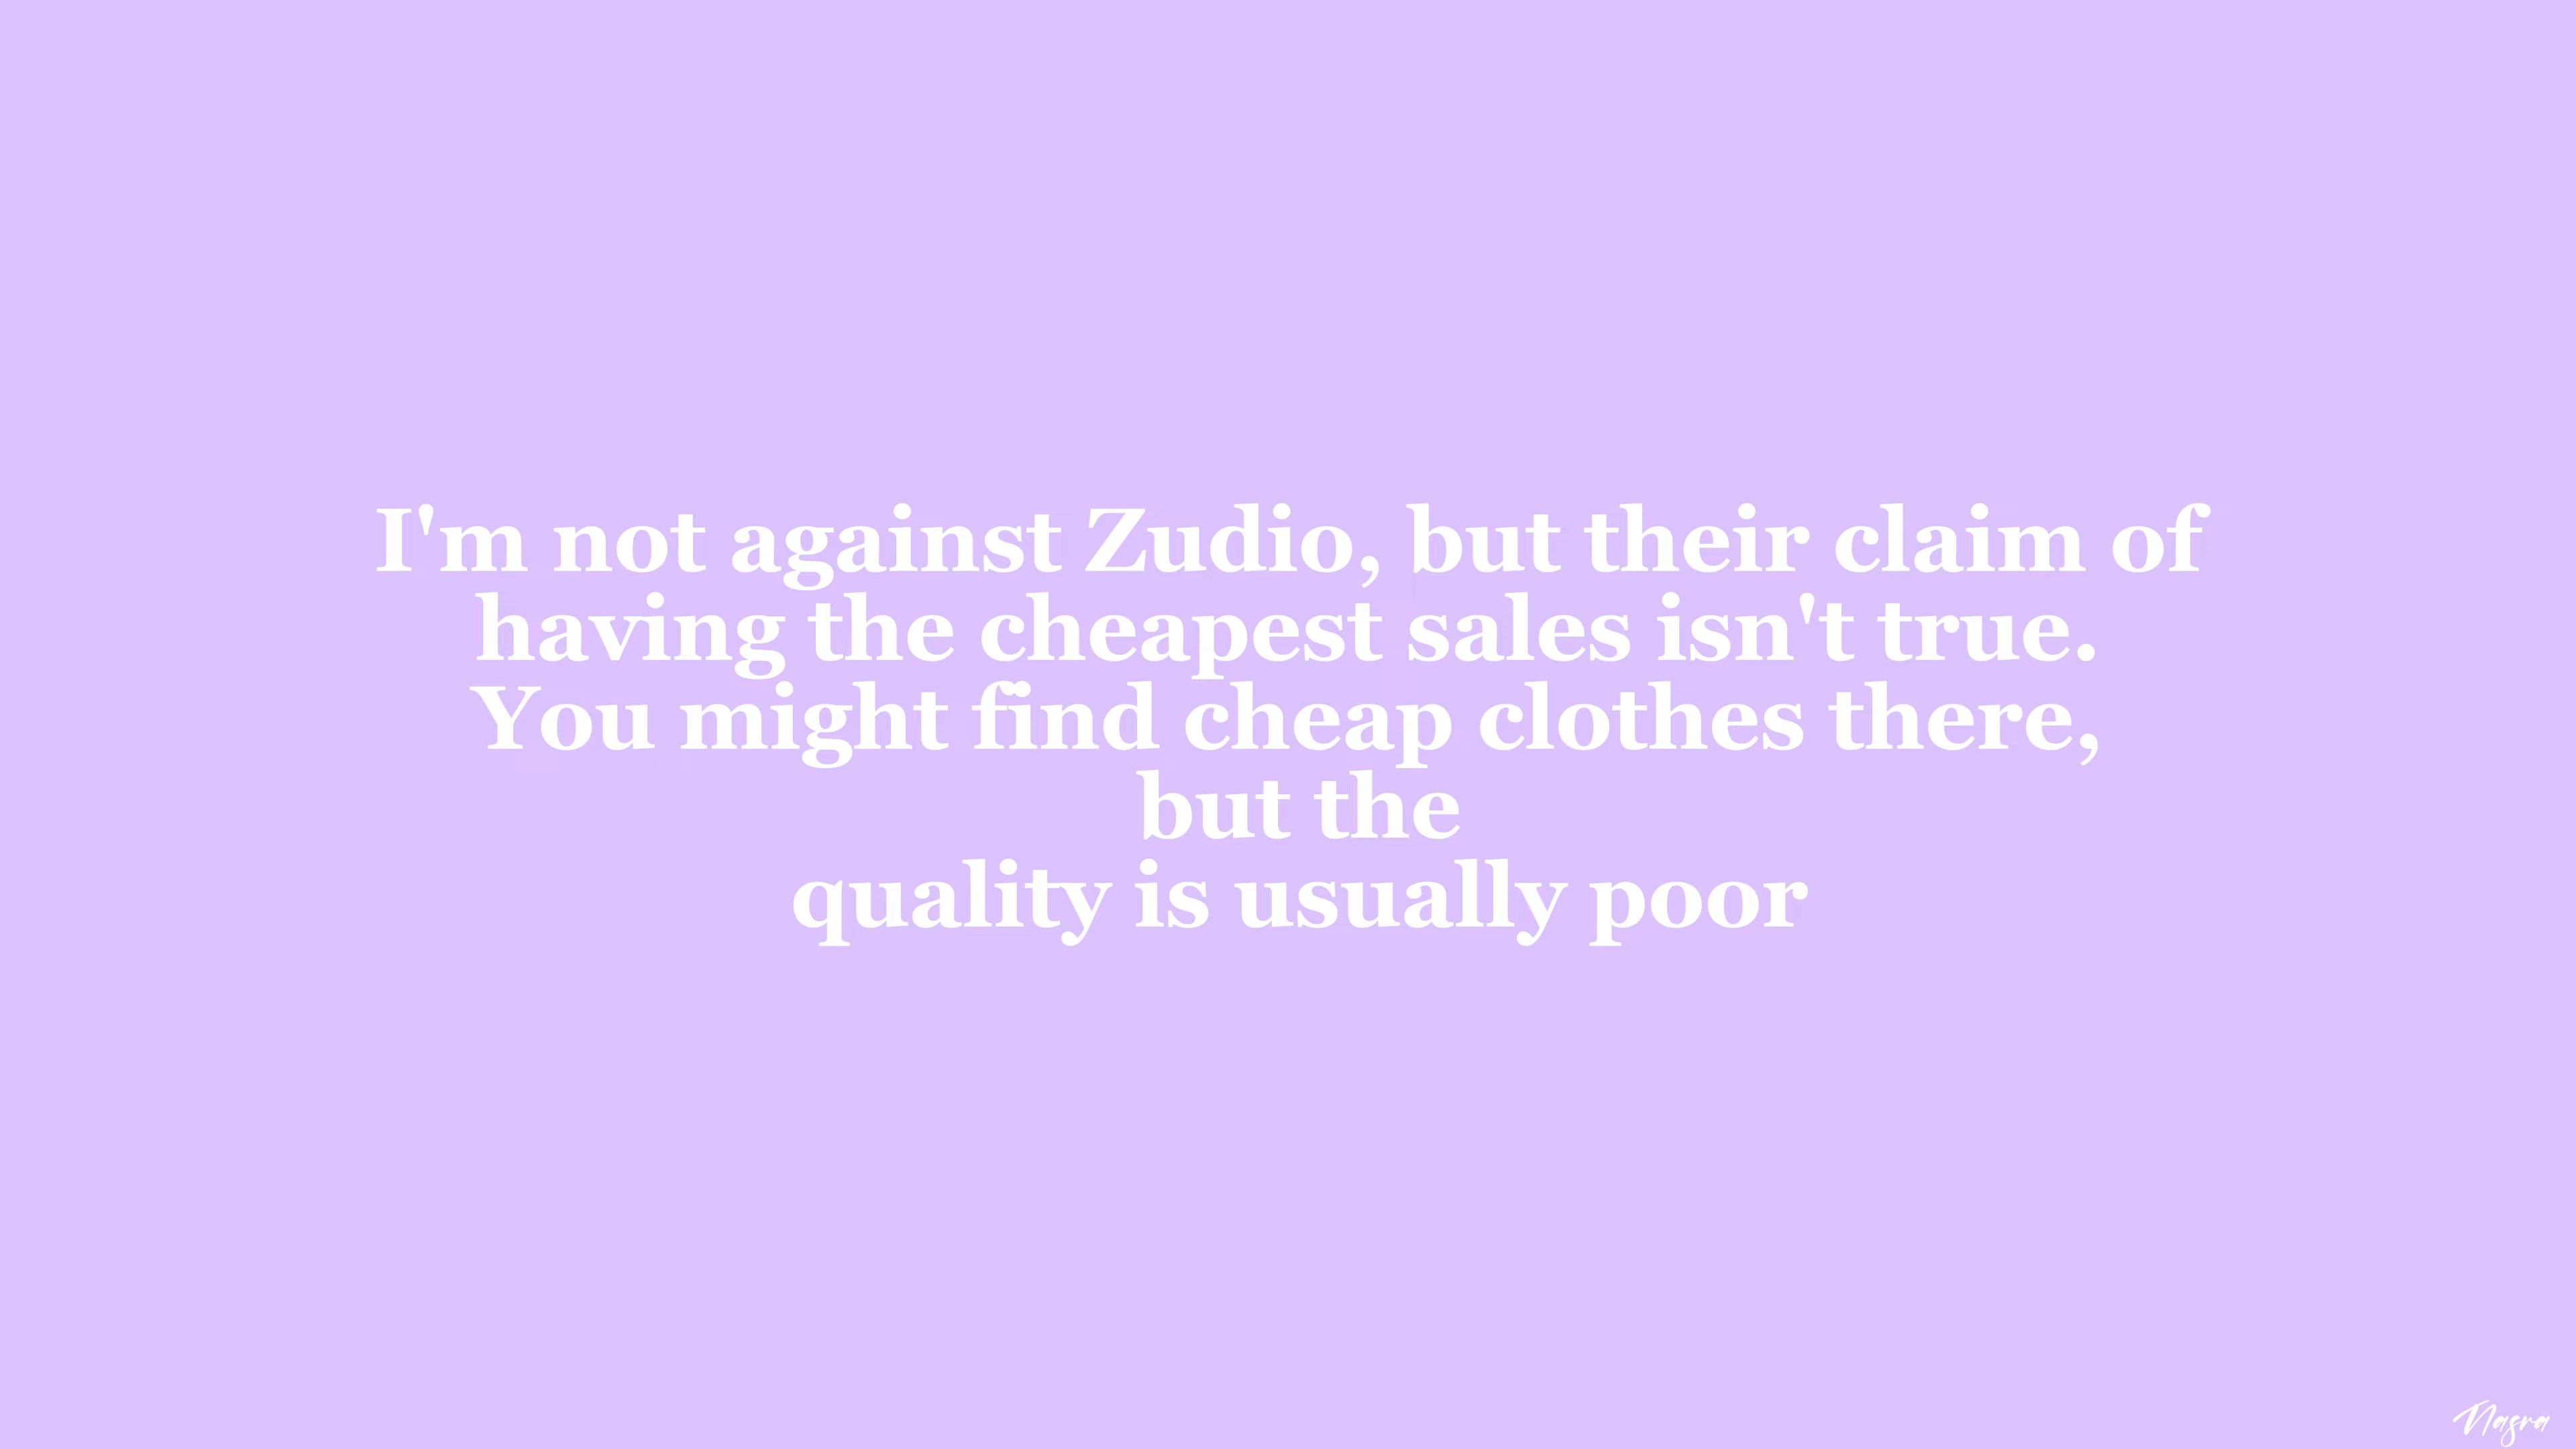 I'm not against Zudio, but their claim of
having the cheapest sales isn't true.
You might find cheap clothes there,
but the
quality is usually poor
Nasra